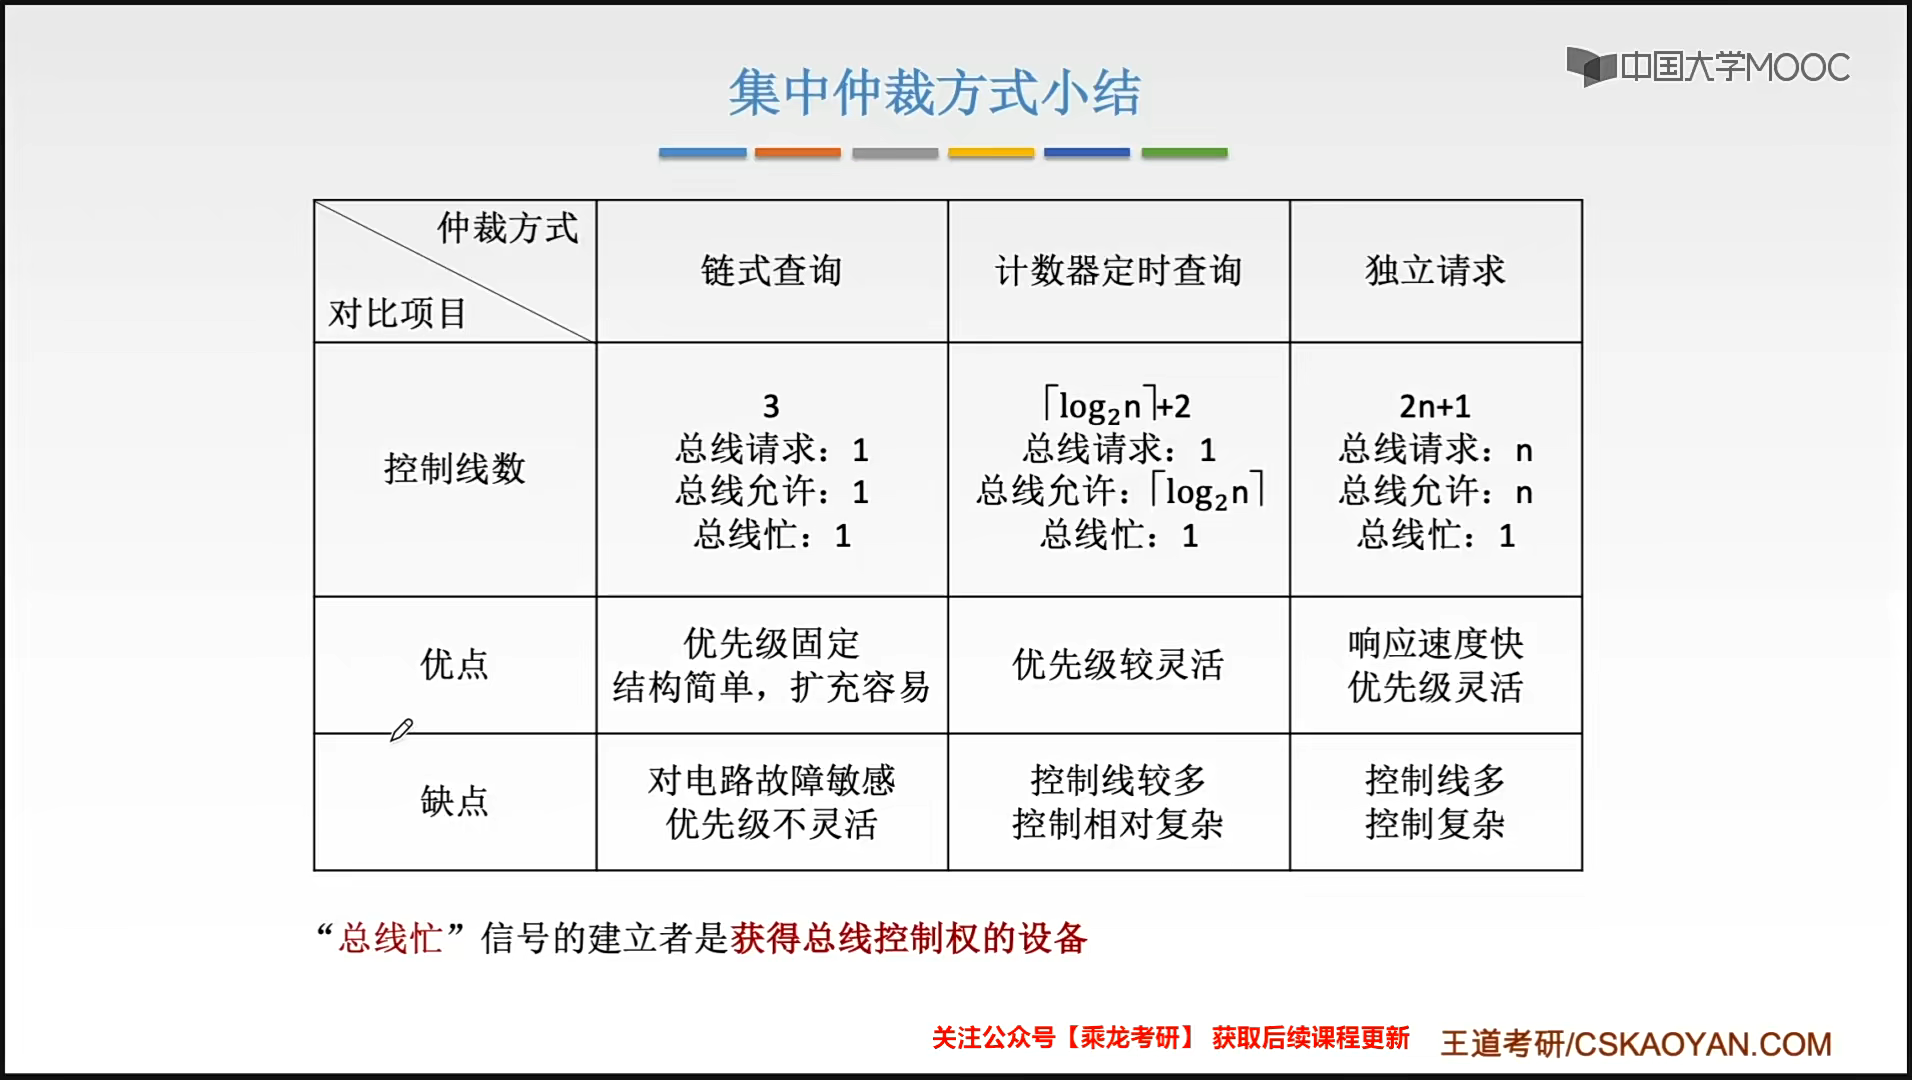 中国大学MOOC
集中仲裁方式小结
仲裁方式
对比项目
链式查询
计数器定时查询
独立请求
控制线数
3
总线请求：1
总线允许：1
总线忙：1
⌈log₂n⌉+2
总线请求：1
总线允许：⌈log₂n⌉
总线忙：1
2n+1
总线请求：n
总线允许：n
总线忙：1
优点
优先级固定
结构简单，扩充容易
优先级较灵活
响应速度快
优先级灵活
缺点
对电路故障敏感
优先级不灵活
控制线较多
控制相对复杂
控制线多
控制复杂
“总线忙”信号的建立者是获得总线控制权的设备
关注公众号【乘龙考研】 获取后续课程更新
王道考研/CSKAOYAN.COM